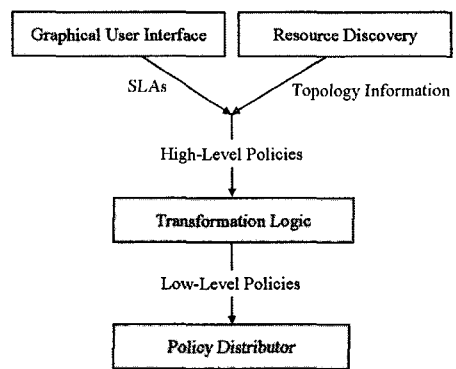 Graphical User Interface
Resource Discovery
SLAs
Topology Information
High-Level Policies
Transformation Logic
Low-Level Policies
Policy Distributor